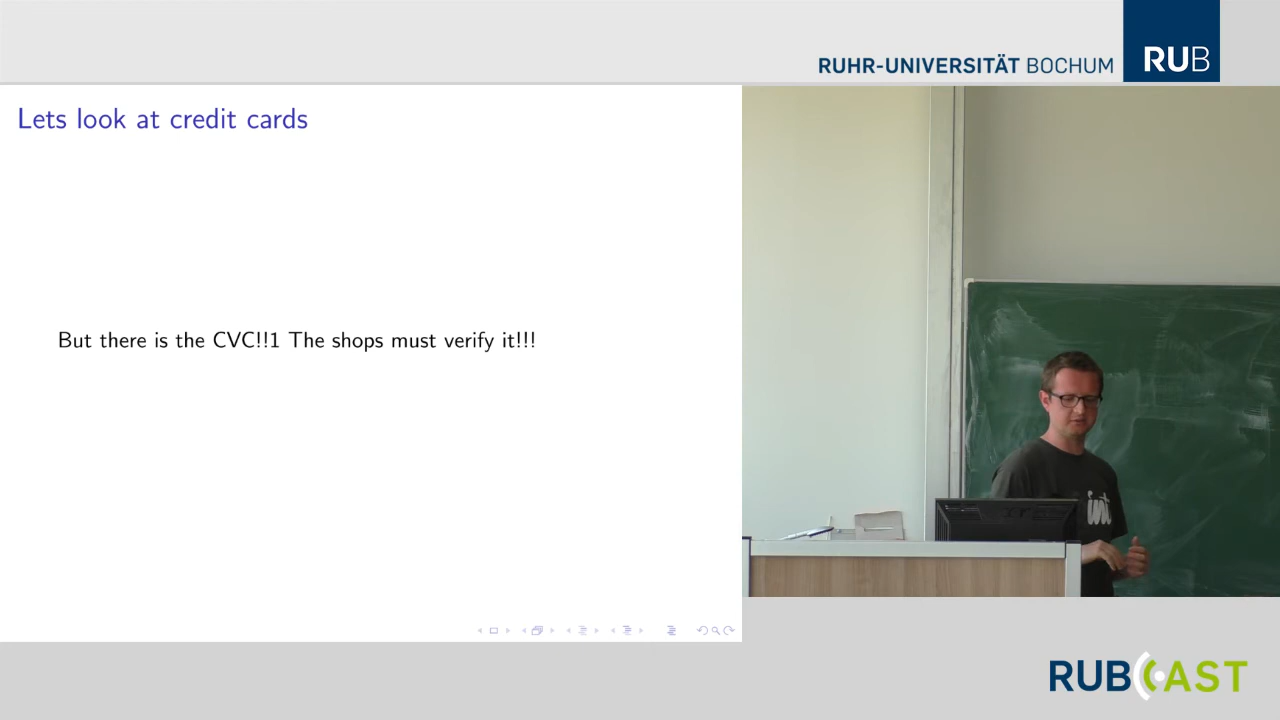 RUHR-UNIVERSITÄT BOCHUM
RUB
Lets look at credit cards
But there is the CVC!!1 The shops must verify it!!!
int
RUBCAST